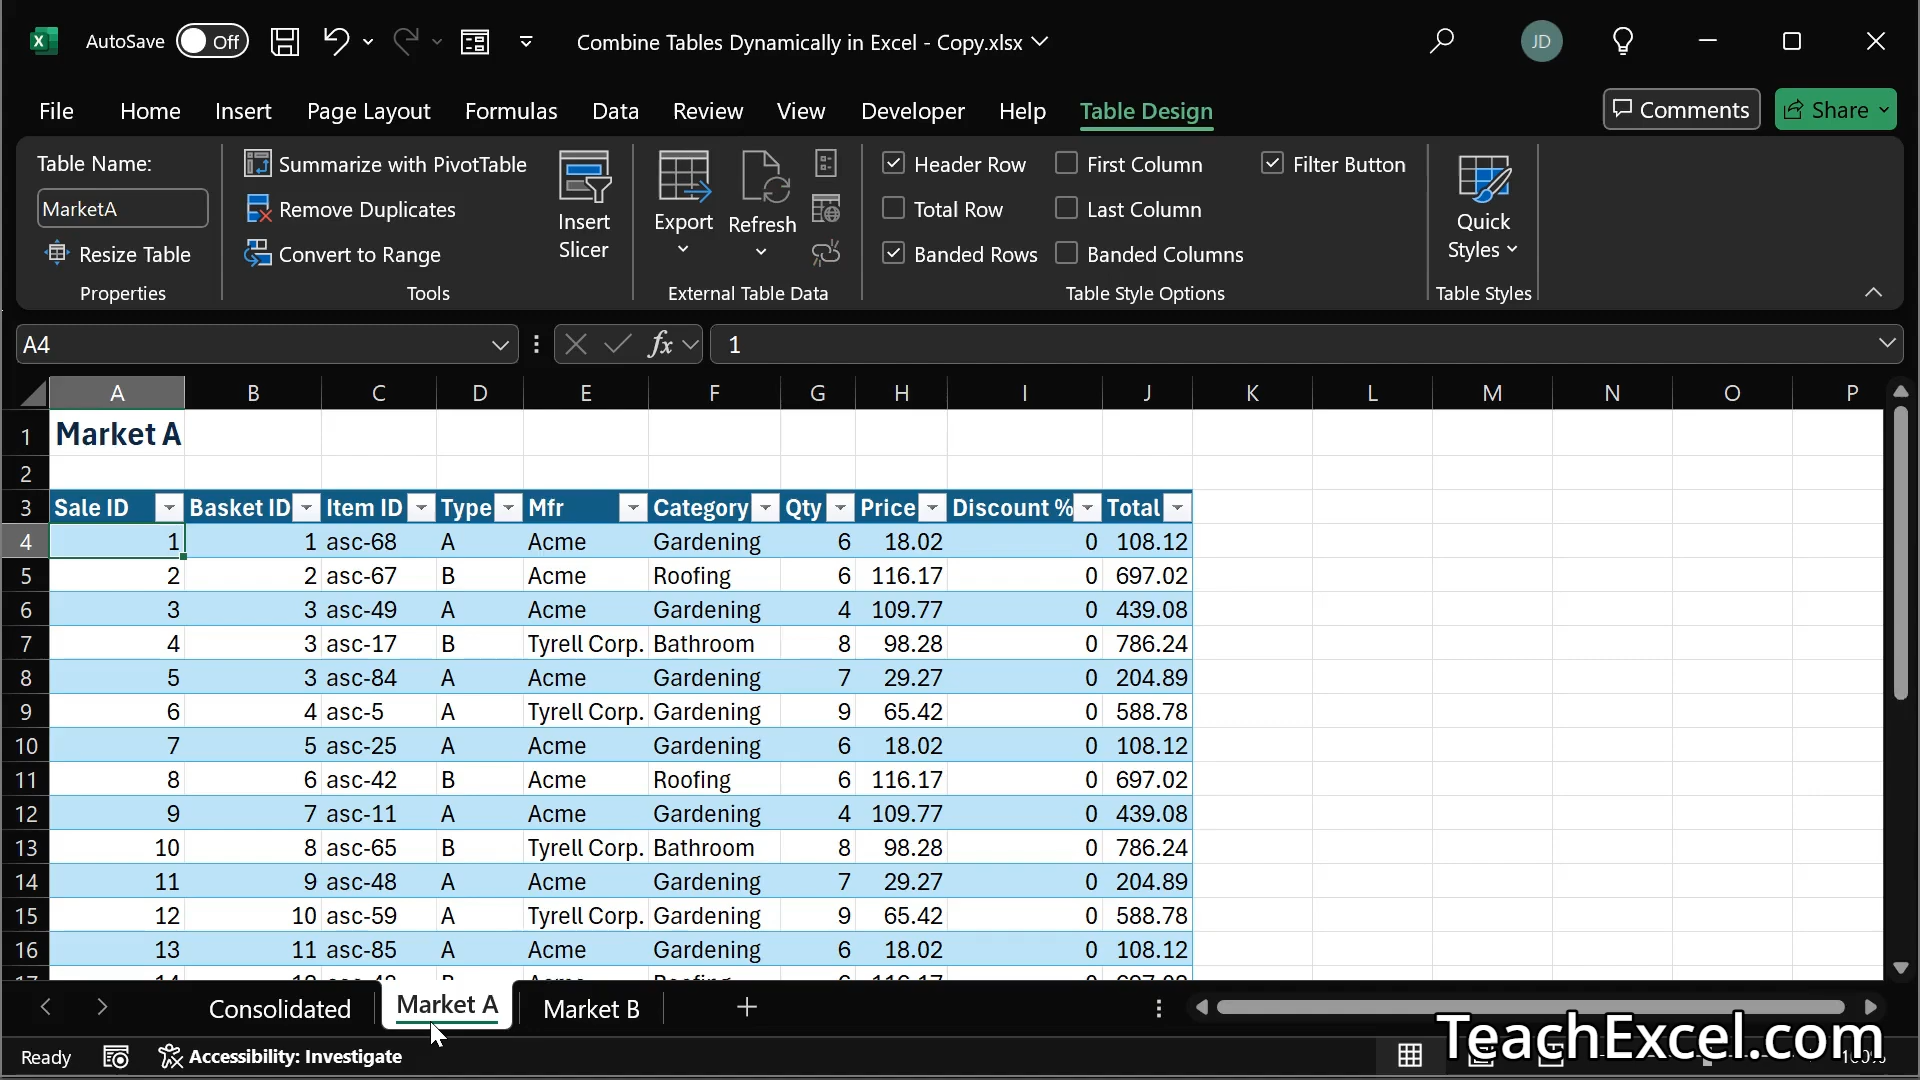 AutoSave Off Combine Tables Dynamically in Excel - Copy.xlsx JD
File Home Insert Page Layout Formulas Data Review View Developer Help Table Design Comments Share
Table Name:
MarketA
Resize Table
Properties
Summarize with PivotTable
Remove Duplicates
Convert to Range
Insert
Slicer
Tools
Export
Refresh
External Table Data
Header Row First Column Filter Button
Total Row Last Column
Banded Rows Banded Columns
Table Style Options
Quick
Styles
Table Styles
A4 fx 1
A B C D E F G H I J K L M N O P
1 Market A
2
3 Sale ID Basket ID Item ID Type Mfr Category Qty Price Discount % Total
4 1 1 asc-68 A Acme Gardening 6 18.02 0 108.12
5 2 2 asc-67 B Acme Roofing 6 116.17 0 697.02
6 3 3 asc-49 A Acme Gardening 4 109.77 0 439.08
7 4 3 asc-17 B Tyrell Corp. Bathroom 8 98.28 0 786.24
8 5 3 asc-84 A Acme Gardening 7 29.27 0 204.89
9 6 4 asc-5 A Tyrell Corp. Gardening 9 65.42 0 588.78
10 7 5 asc-25 A Acme Gardening 6 18.02 0 108.12
11 8 6 asc-42 B Acme Roofing 6 116.17 0 697.02
12 9 7 asc-11 A Acme Gardening 4 109.77 0 439.08
13 10 8 asc-65 B Tyrell Corp. Bathroom 8 98.28 0 786.24
14 11 9 asc-48 A Acme Gardening 7 29.27 0 204.89
15 12 10 asc-59 A Tyrell Corp. Gardening 9 65.42 0 588.78
16 13 11 asc-85 A Acme Gardening 6 18.02 0 108.12
Consolidated Market A Market B
Ready Accessibility: Investigate
TeachExcel.com